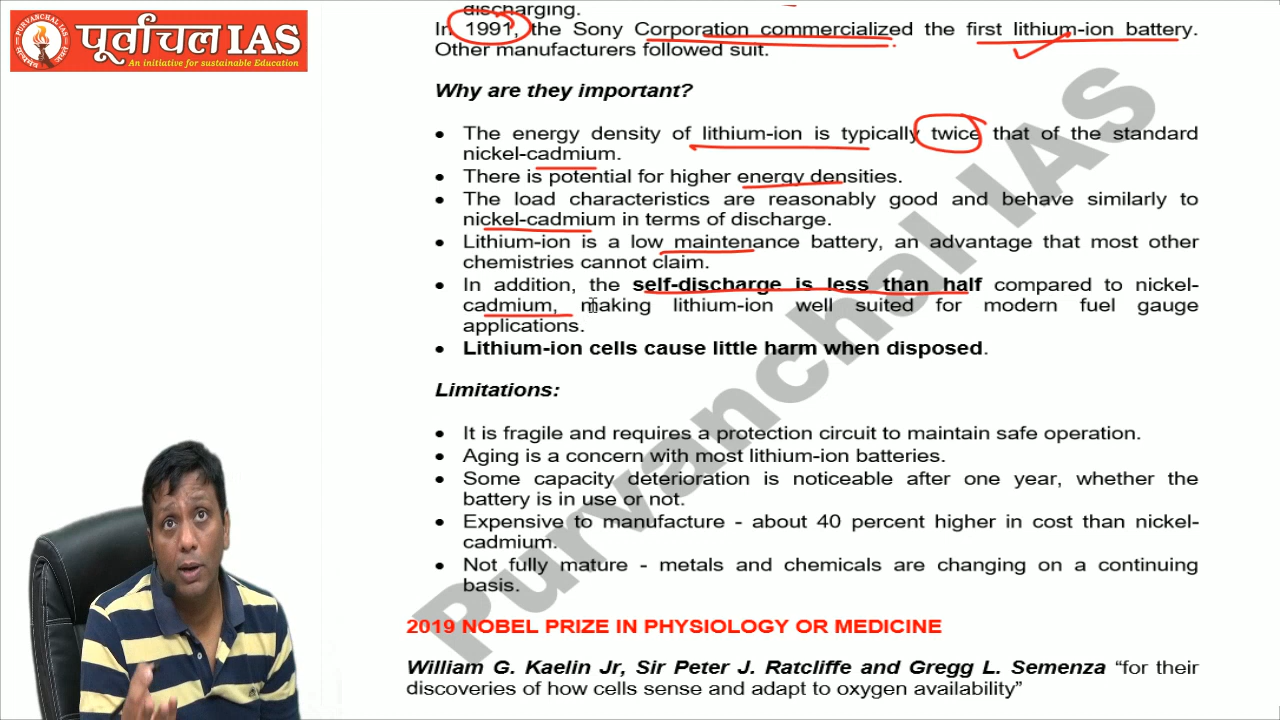 discharging.
In 1991, the Sony Corporation commercialized the first lithium-ion battery.
Other manufacturers followed suit.
पूर्वांचल IAS
An initiative for sustainable Education
Why are they important?
• The energy density of lithium-ion is typically twice that of the standard
nickel-cadmium.
• There is potential for higher energy densities.
• The load characteristics are reasonably good and behave similarly to
nickel-cadmium in terms of discharge.
• Lithium-ion is a low maintenance battery, an advantage that most other
chemistries cannot claim.
• In addition, the self-discharge is less than half compared to nickel-
cadmium, making lithium-ion well suited for modern fuel gauge
applications.
• Lithium-ion cells cause little harm when disposed.
Limitations:
• It is fragile and requires a protection circuit to maintain safe operation.
• Aging is a concern with most lithium-ion batteries.
• Some capacity deterioration is noticeable after one year, whether the
battery is in use or not.
• Expensive to manufacture - about 40 percent higher in cost than nickel-
cadmium.
• Not fully mature - metals and chemicals are changing on a continuing
basis.
2019 NOBEL PRIZE IN PHYSIOLOGY OR MEDICINE
William G. Kaelin Jr, Sir Peter J. Ratcliffe and Gregg L. Semenza “for their
discoveries of how cells sense and adapt to oxygen availability”
Purvanchal IAS